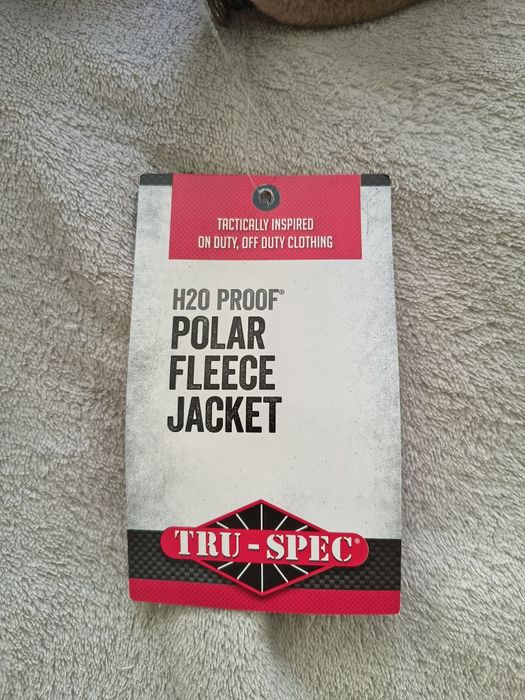 TACTICALLY INSPIRED
ON DUTY, OFF DUTY CLOTHING
H2O PROOF®
POLAR
FLEECE
JACKET
TRU-SPEC®